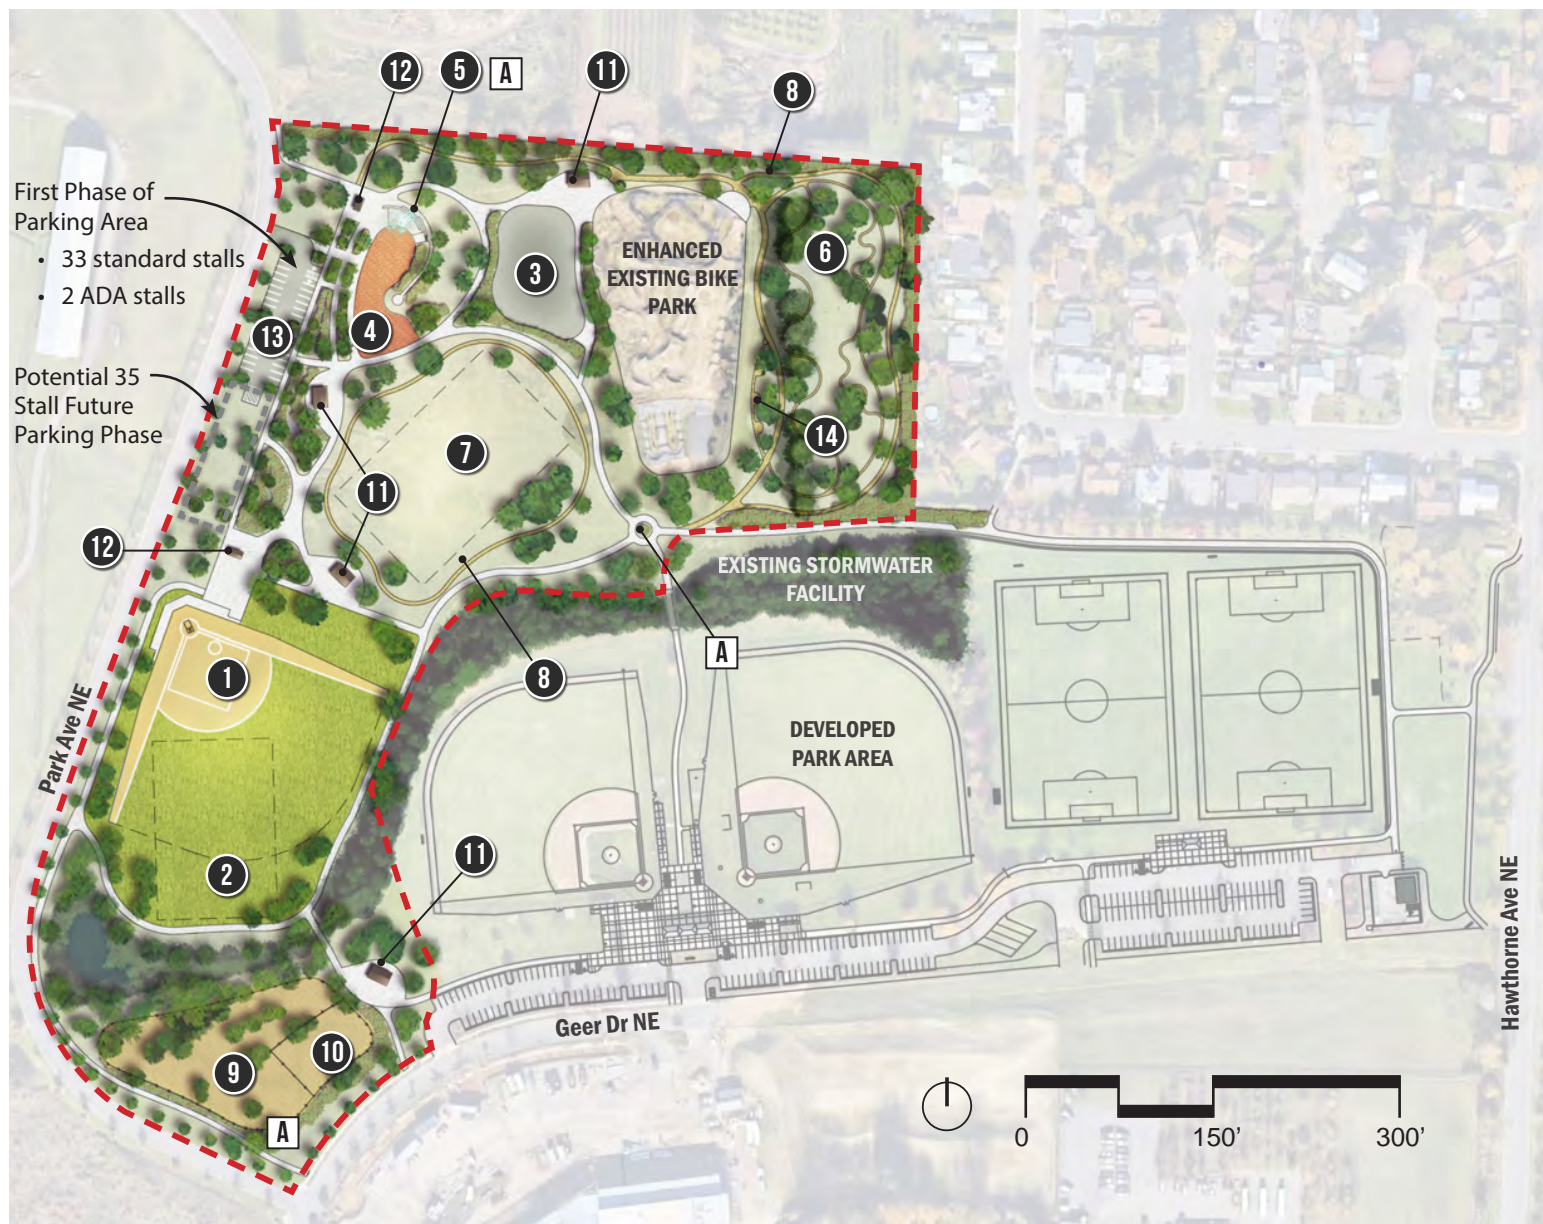 12
5
A
11
8
First Phase of
Parking Area
• 33 standard stalls
• 2 ADA stalls
ENHANCED
EXISTING BIKE
PARK
6
3
4
13
Potential 35
Stall Future
Parking Phase
14
7
11
12
EXISTING STORMWATER
FACILITY
A
8
1
Park Ave NE
DEVELOPED
PARK AREA
2
11
Hawthorne Ave NE
Geer Dr NE
10
9
A
0
150'
300'